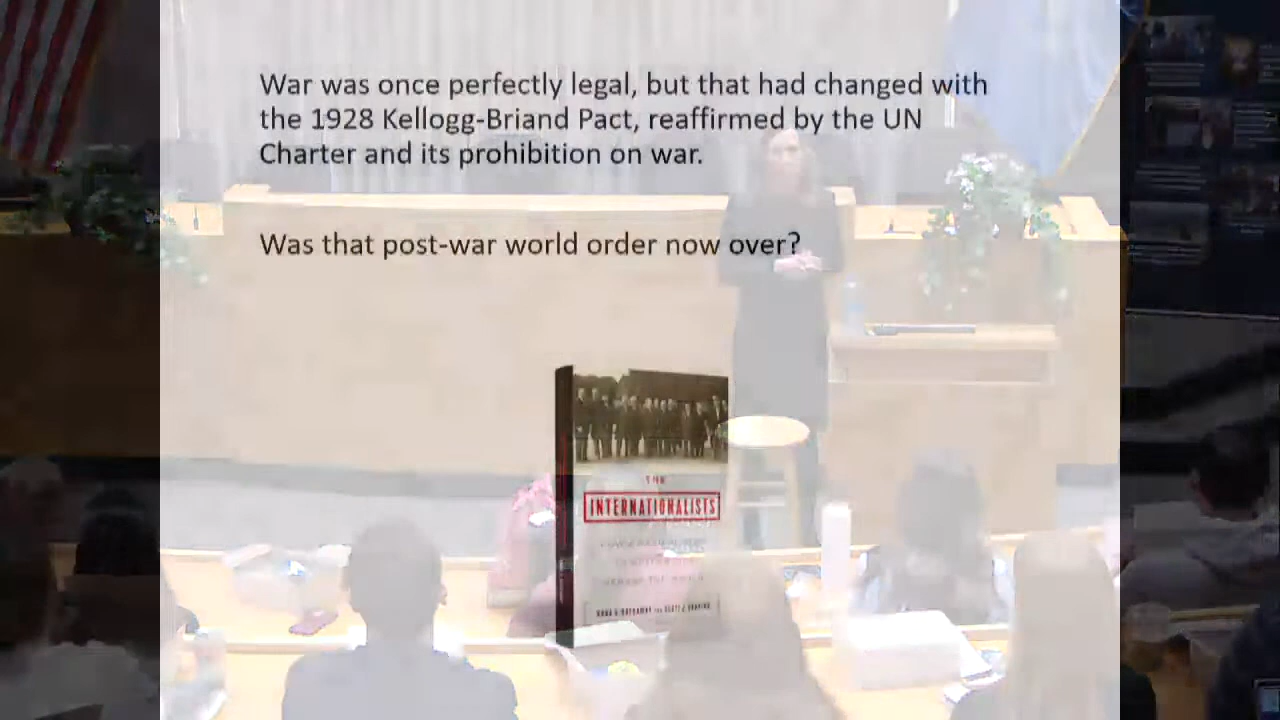 War was once perfectly legal, but that had changed with
the 1928 Kellogg-Briand Pact, reaffirmed by the UN
Charter and its prohibition on war.
Was that post-war world order now over?
THE
INTERNATIONALISTS